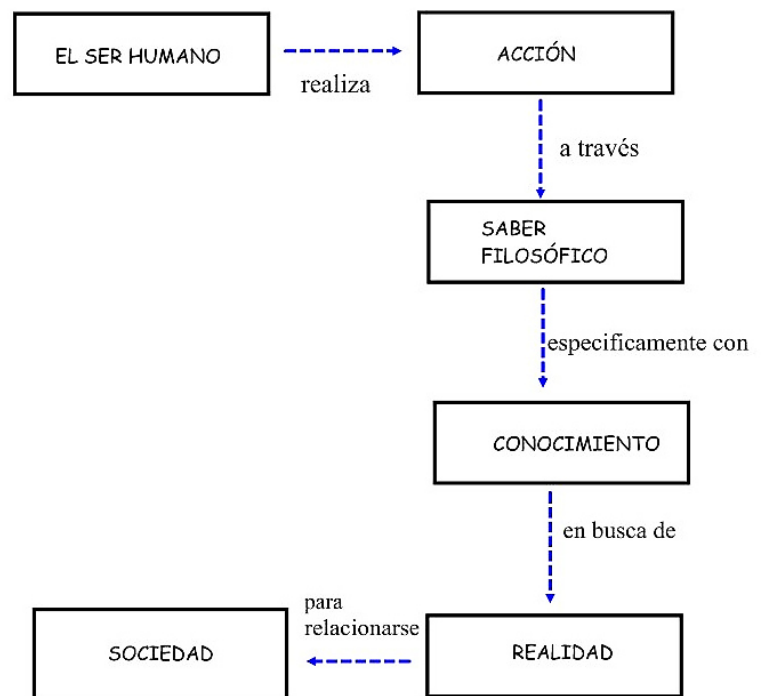 EL SER HUMANO
realiza
ACCIÓN
a través
SABER
FILOSÓFICO
especificamente con
CONOCIMIENTO
en busca de
REALIDAD
para
relacionarse
SOCIEDAD